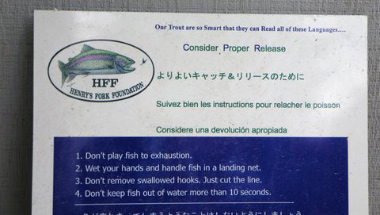 Our Trout are so Smart that they can Read all of these Languages.....
Consider Proper Release
HFF
HENRY'S FORK FOUNDATION
よりよいキャッチ&リリースのために
Suivez bien les instructions pour relacher le poisson
Considere una devolución apropiada
1. Don't play fish to exhaustion.
2. Wet your hands and handle fish in a landing net.
3. Don't remove swallowed hooks. Just cut the line.
4. Don't keep fish out of water more than 10 seconds.